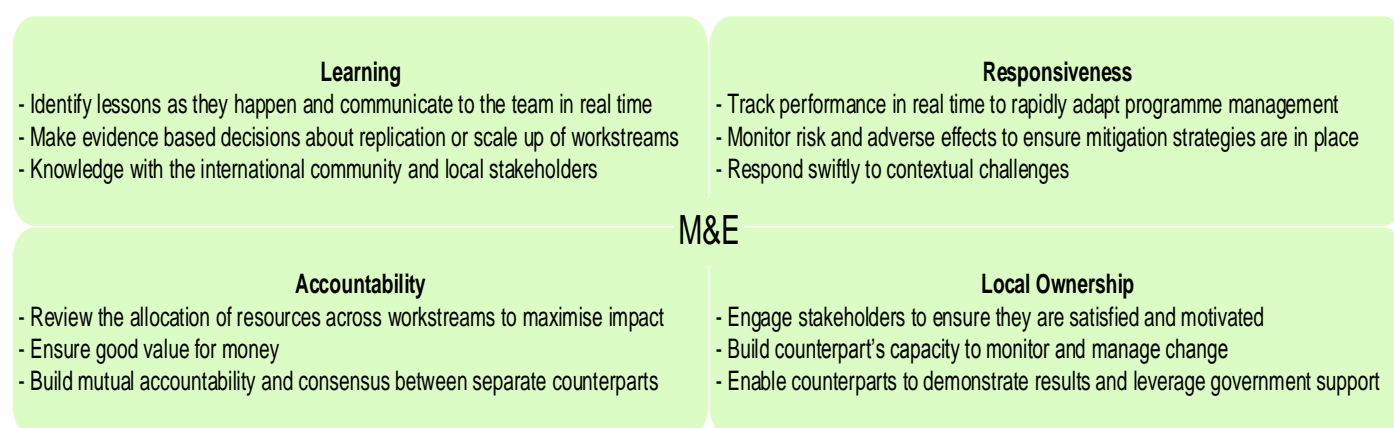 Learning
- Identify lessons as they happen and communicate to the team in real time
- Make evidence based decisions about replication or scale up of workstreams
- Knowledge with the international community and local stakeholders
Responsiveness
- Track performance in real time to rapidly adapt programme management
- Monitor risk and adverse effects to ensure mitigation strategies are in place
- Respond swiftly to contextual challenges
M&E
Accountability
- Review the allocation of resources across workstreams to maximise impact
- Ensure good value for money
- Build mutual accountability and consensus between separate counterparts
Local Ownership
- Engage stakeholders to ensure they are satisfied and motivated
- Build counterpart’s capacity to monitor and manage change
- Enable counterparts to demonstrate results and leverage government support